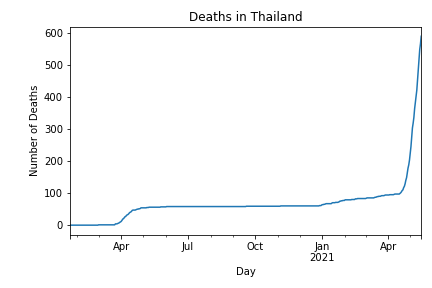 Deaths in Thailand
600
500
400
300
200
100
0
Number of Deaths
Apr
Jul
Oct
Jan
2021
Apr
Day